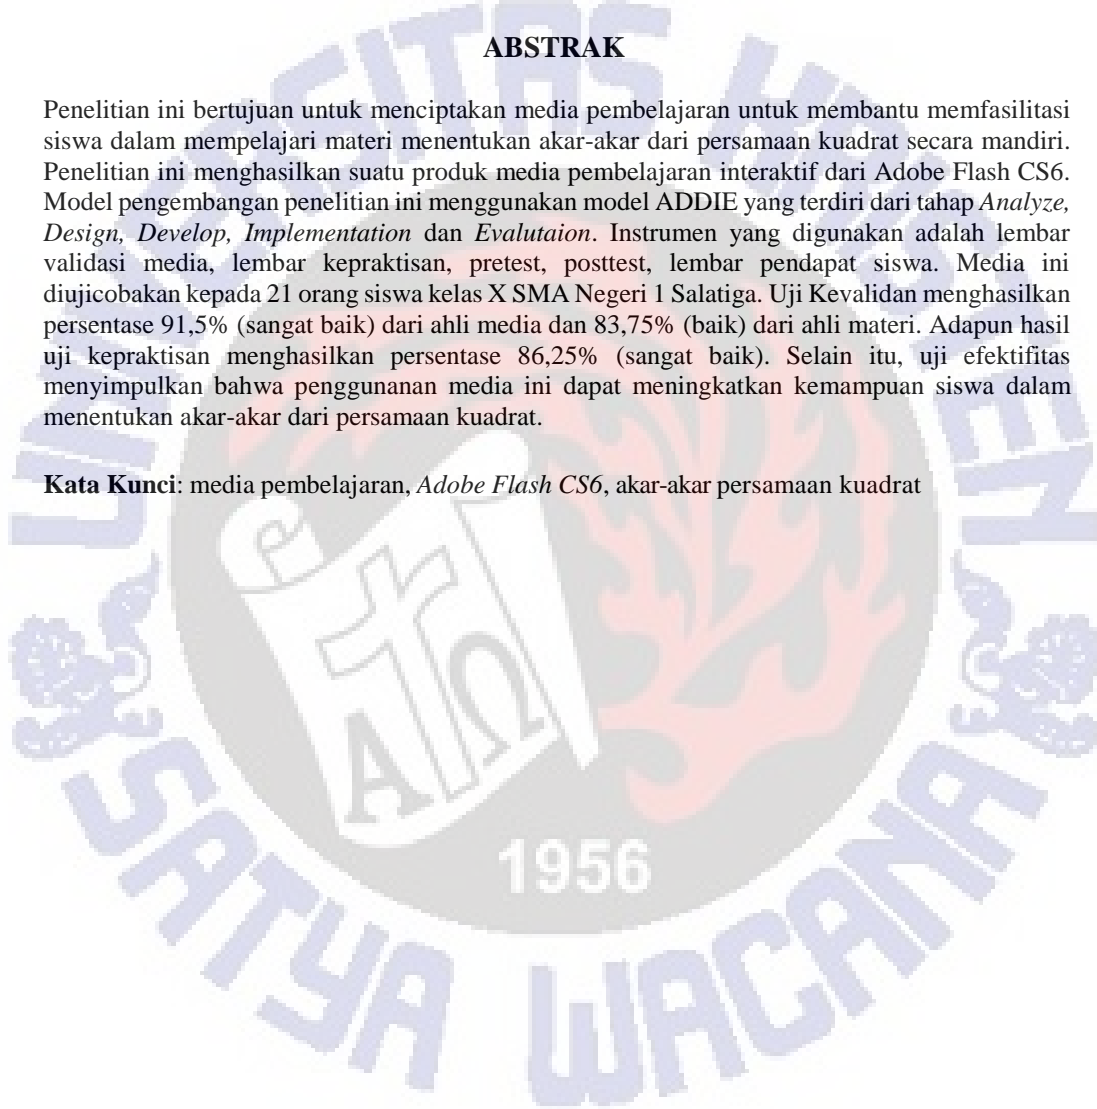 ABSTRAK
Penelitian ini bertujuan untuk menciptakan media pembelajaran untuk membantu memfasilitasi
siswa dalam mempelajari materi menentukan akar-akar dari persamaan kuadrat secara mandiri.
Penelitian ini menghasilkan suatu produk media pembelajaran interaktif dari Adobe Flash CS6.
Model pengembangan penelitian ini menggunakan model ADDIE yang terdiri dari tahap Analyze,
Design, Develop, Implementation dan Evalutaion. Instrumen yang digunakan adalah lembar
validasi media, lembar kepraktisan, pretest, posttest, lembar pendapat siswa. Media ini
diujicobakan kepada 21 orang siswa kelas X SMA Negeri 1 Salatiga. Uji Kevalidan menghasilkan
persentase 91,5% (sangat baik) dari ahli media dan 83,75% (baik) dari ahli materi. Adapun hasil
uji kepraktisan menghasilkan persentase 86,25% (sangat baik). Selain itu, uji efektifitas
menyimpulkan bahwa penggunanan media ini dapat meningkatkan kemampuan siswa dalam
menentukan akar-akar dari persamaan kuadrat.
Kata Kunci: media pembelajaran, Adobe Flash CS6, akar-akar persamaan kuadrat
UNIVERSITAS KRISTEN
SATYA WACANA
Α Ω
1956